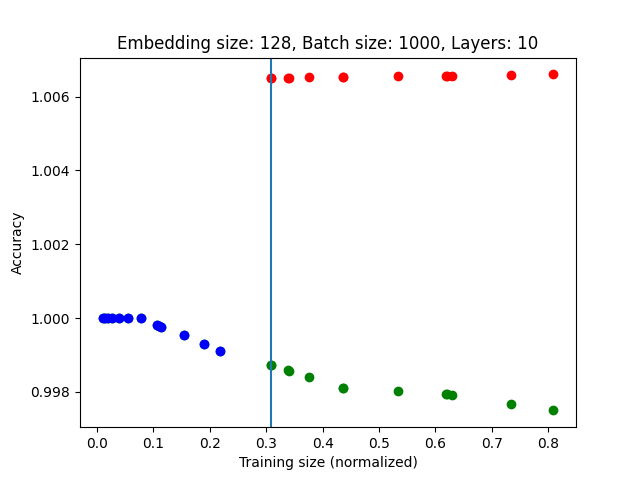 Embedding size: 128, Batch size: 1000, Layers: 10
Accuracy
1.006
1.004
1.002
1.000
0.998
0.0 0.1 0.2 0.3 0.4 0.5 0.6 0.7 0.8
Training size (normalized)